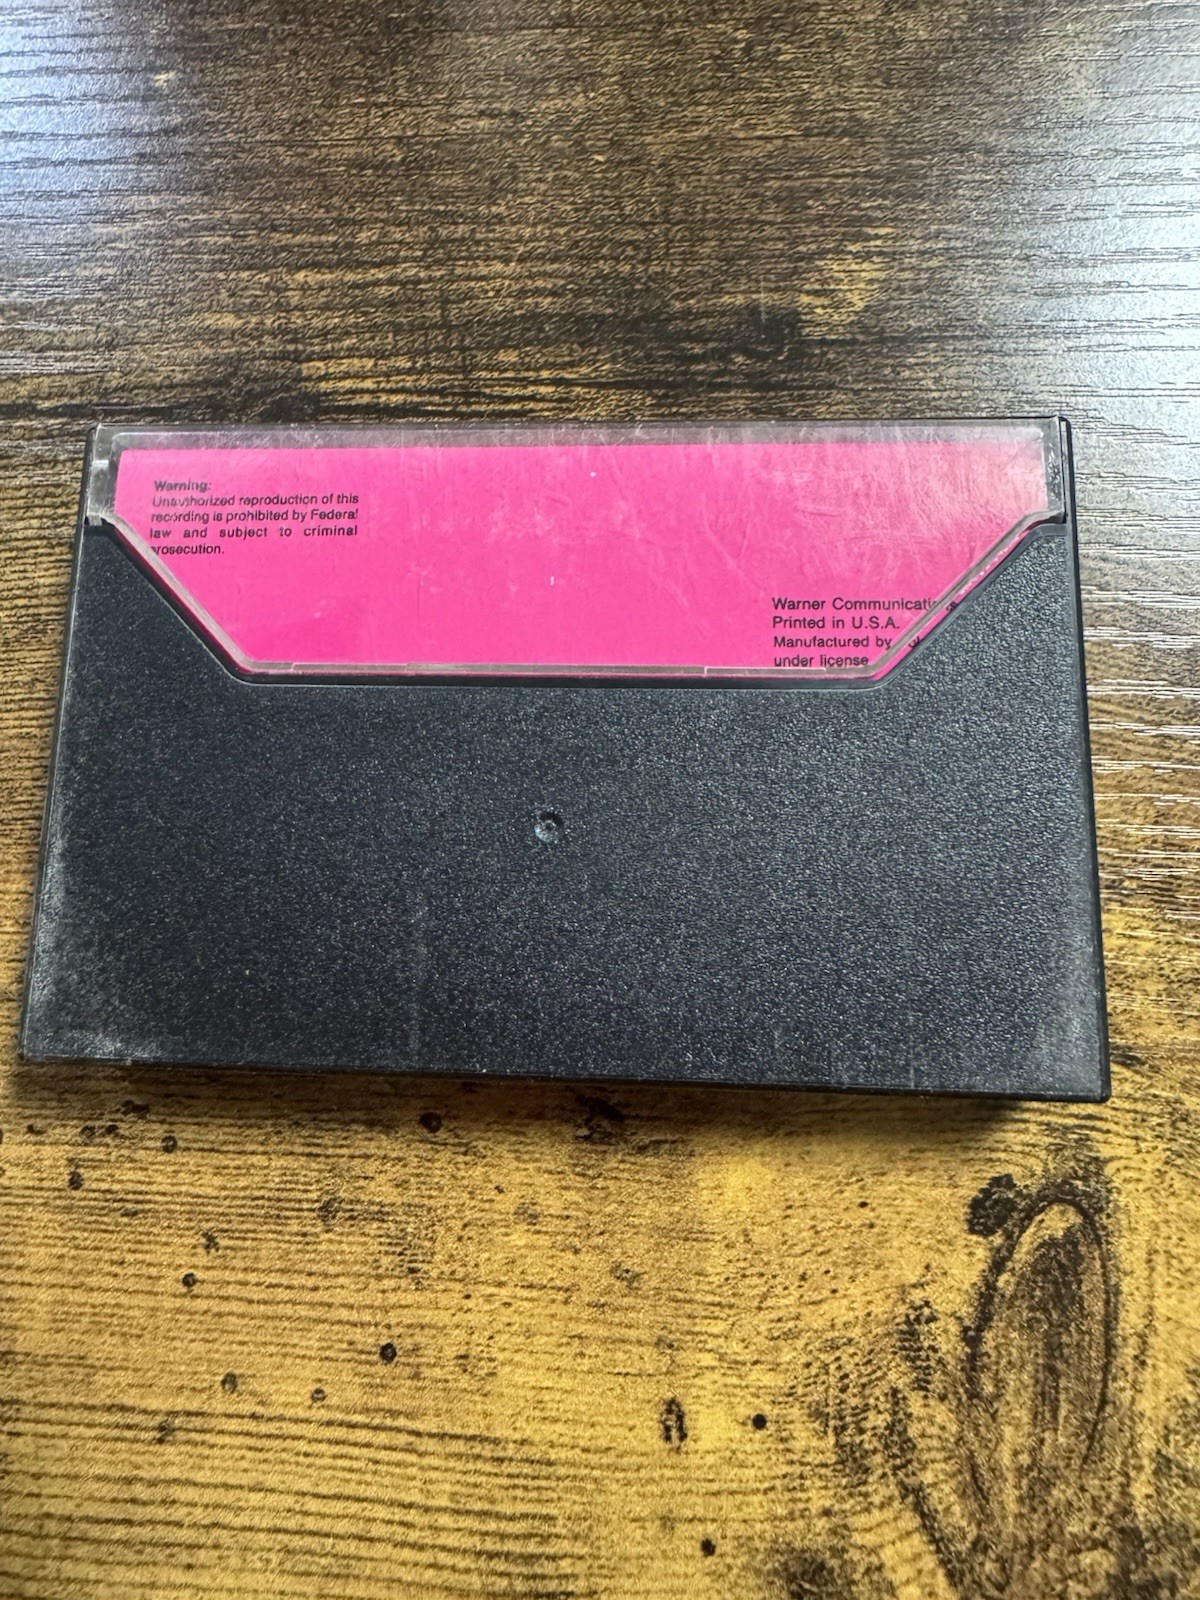 Warning:
Unauthorized reproduction of this
recording is prohibited by Federal
law and subject to criminal
prosecution.
Warner Communications
Printed in U.S.A.
Manufactured by
under license